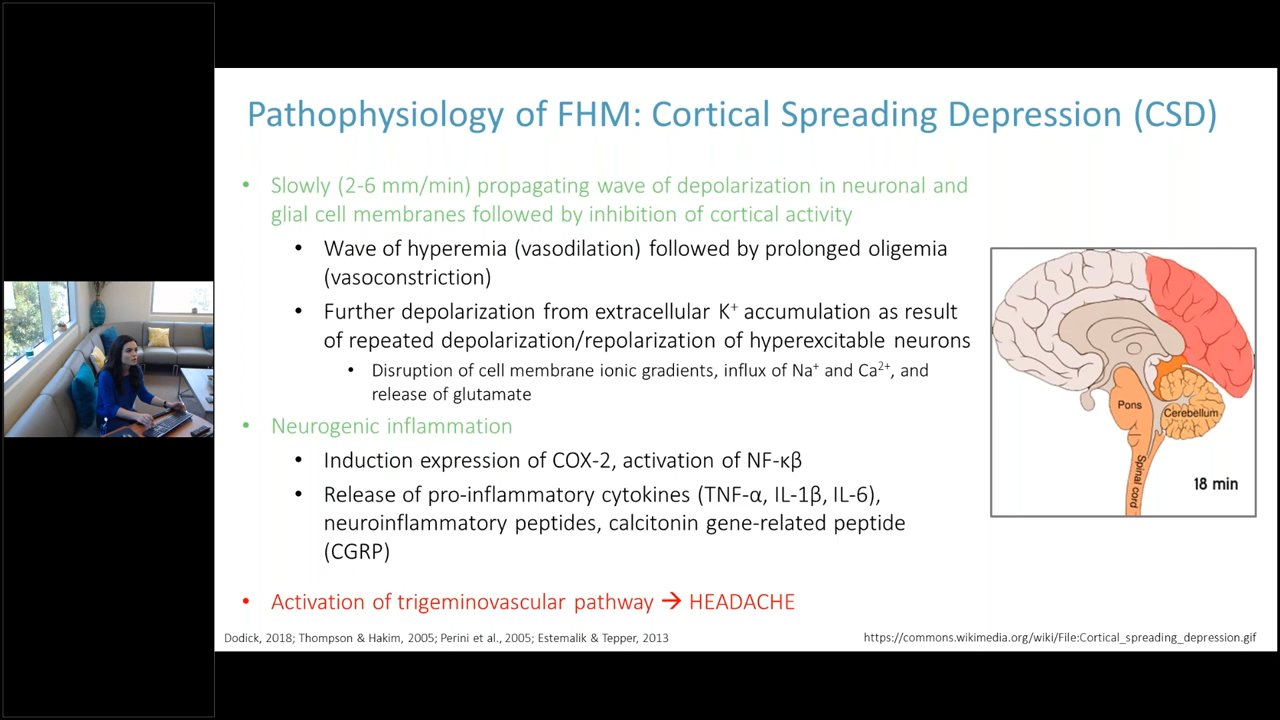 Pathophysiology of FHM: Cortical Spreading Depression (CSD)
• Slowly (2-6 mm/min) propagating wave of depolarization in neuronal and
glial cell membranes followed by inhibition of cortical activity
• Wave of hyperemia (vasodilation) followed by prolonged oligemia
(vasoconstriction)
• Further depolarization from extracellular K⁺ accumulation as result
of repeated depolarization/repolarization of hyperexcitable neurons
• Disruption of cell membrane ionic gradients, influx of Na⁺ and Ca²⁺, and
release of glutamate
• Neurogenic inflammation
• Induction expression of COX-2, activation of NF-κβ
• Release of pro-inflammatory cytokines (TNF-α, IL-1β, IL-6),
neuroinflammatory peptides, calcitonin gene-related peptide
(CGRP)
• Activation of trigeminovascular pathway → HEADACHE
Pons
Cerebellum
Spinal cord
18 min
Dodick, 2018; Thompson & Hakim, 2005; Perini et al., 2005; Estemalik & Tepper, 2013
https://commons.wikimedia.org/wiki/File:Cortical_spreading_depression.gif